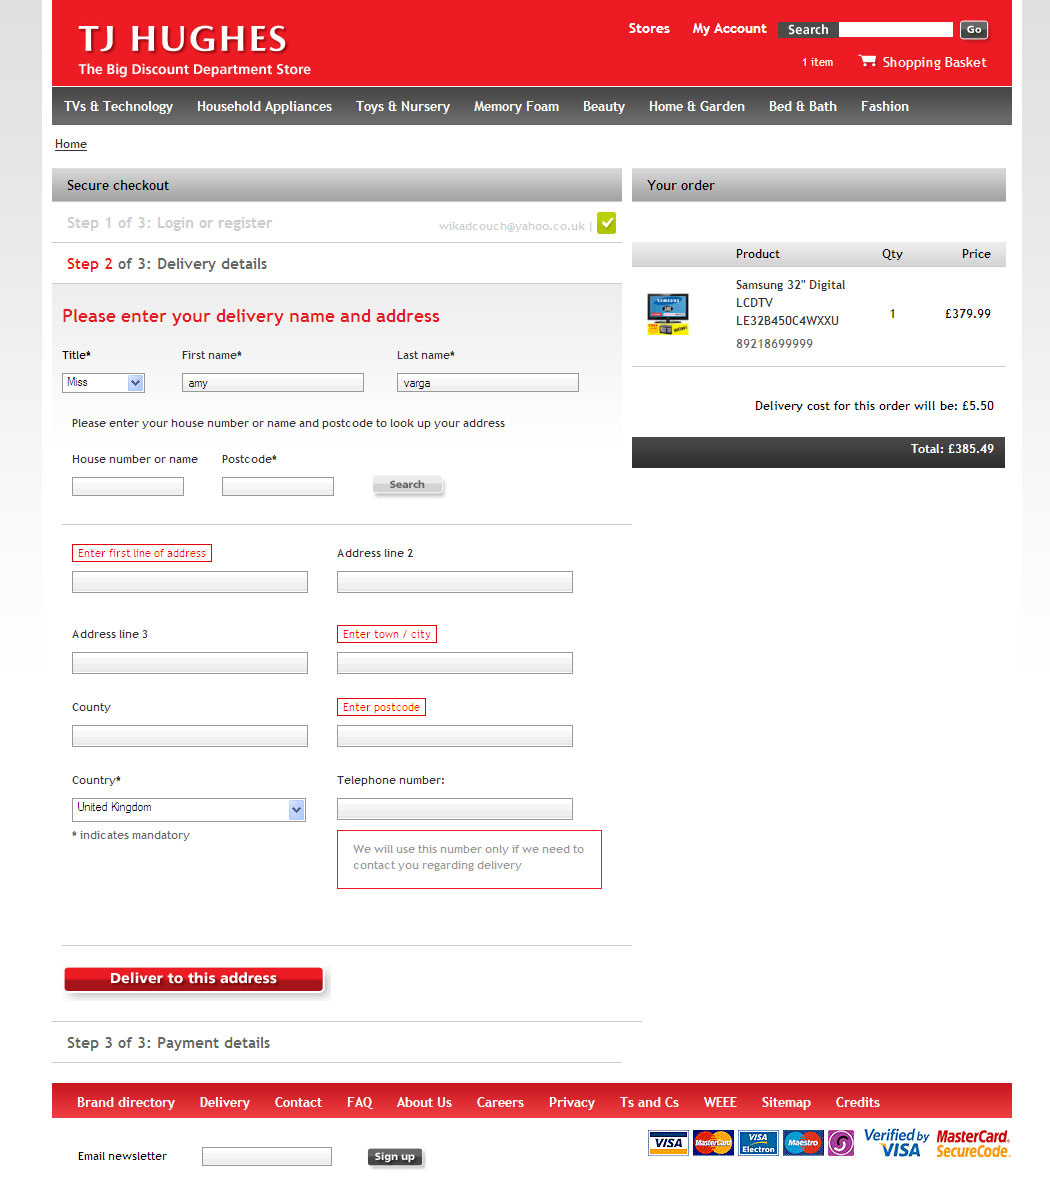 TJ HUGHES
The Big Discount Department Store
Stores My Account Search Go
1 item Shopping Basket
TVs & Technology Household Appliances Toys & Nursery Memory Foam Beauty Home & Garden Bed & Bath Fashion
Home
Secure checkout
Step 1 of 3: Login or register wikadcouch@yahoo.co.uk |
Step 2 of 3: Delivery details
Please enter your delivery name and address
Title* First name* Last name*
Miss amy varga
Please enter your house number or name and postcode to look up your address
House number or name Postcode*
Search
Enter first line of address Address line 2
Address line 3 Enter town / city
County Enter postcode
Country* Telephone number:
United Kingdom
* indicates mandatory
We will use this number only if we need to
contact you regarding delivery
Deliver to this address
Step 3 of 3: Payment details
Your order
Product Qty Price
Samsung 32" Digital
LCDTV
LE32B450C4WXXU
89218699999
1 £379.99
Delivery cost for this order will be: £5.50
Total: £385.49
Brand directory Delivery Contact FAQ About Us Careers Privacy Ts and Cs WEEE Sitemap Credits
Email newsletter Sign up
VISA MasterCard VISA Electron Maestro S Verified by VISA MasterCard. SecureCode.